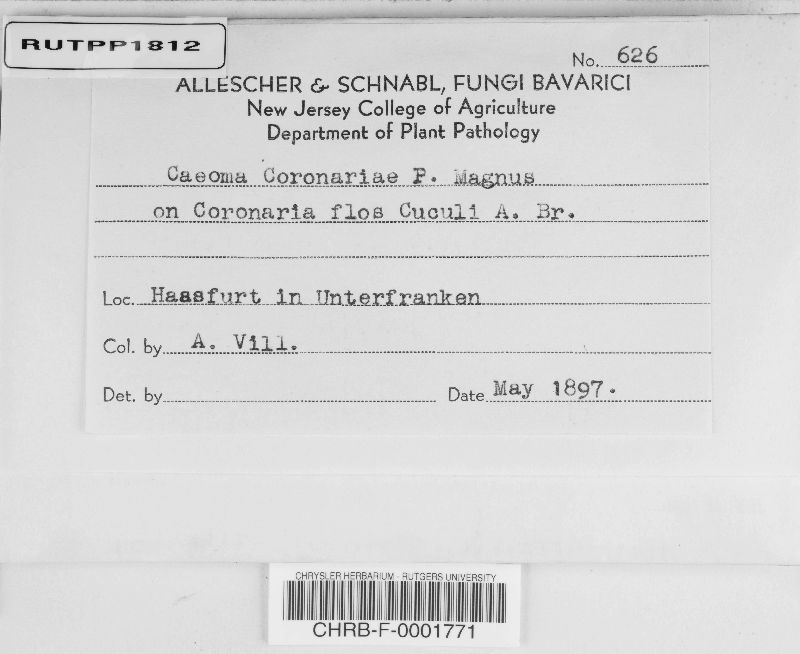 RUTPP1812
No. 626
ALLESCHER & SCHNABL, FUNGI BAVARICI
New Jersey College of Agriculture
Department of Plant Pathology
Caeoma Coronariae P. Magnus
on Coronaria flos Cuculi A. Br.
Loc. Haasfurt in Unterfranken
Col. by A. Vill.
Det. by
Date May 1897.
CHRYSLER HERBARIUM - RUTGERS UNIVERSITY
CHRB-F-0001771